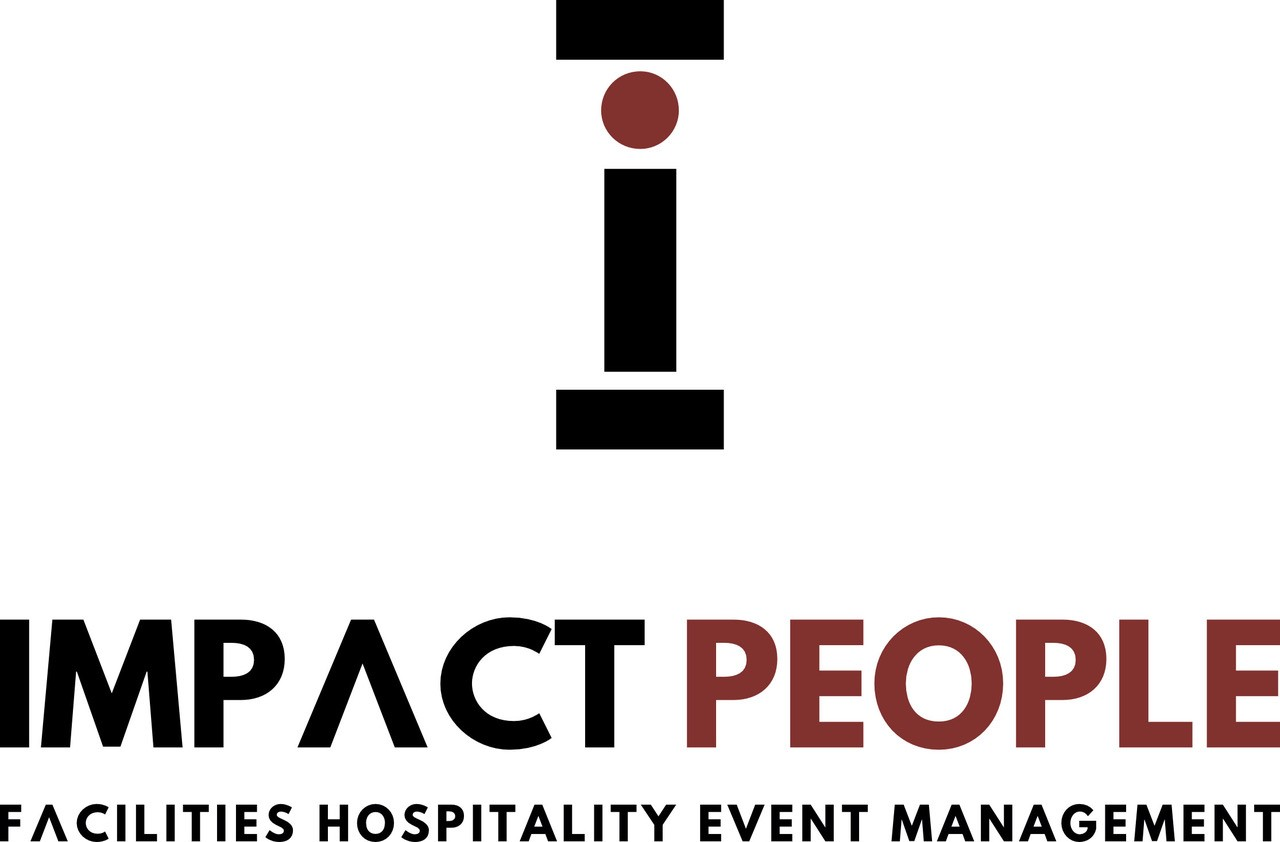 IMPACT PEOPLE
FACILITIES HOSPITALITY EVENT MANAGEMENT